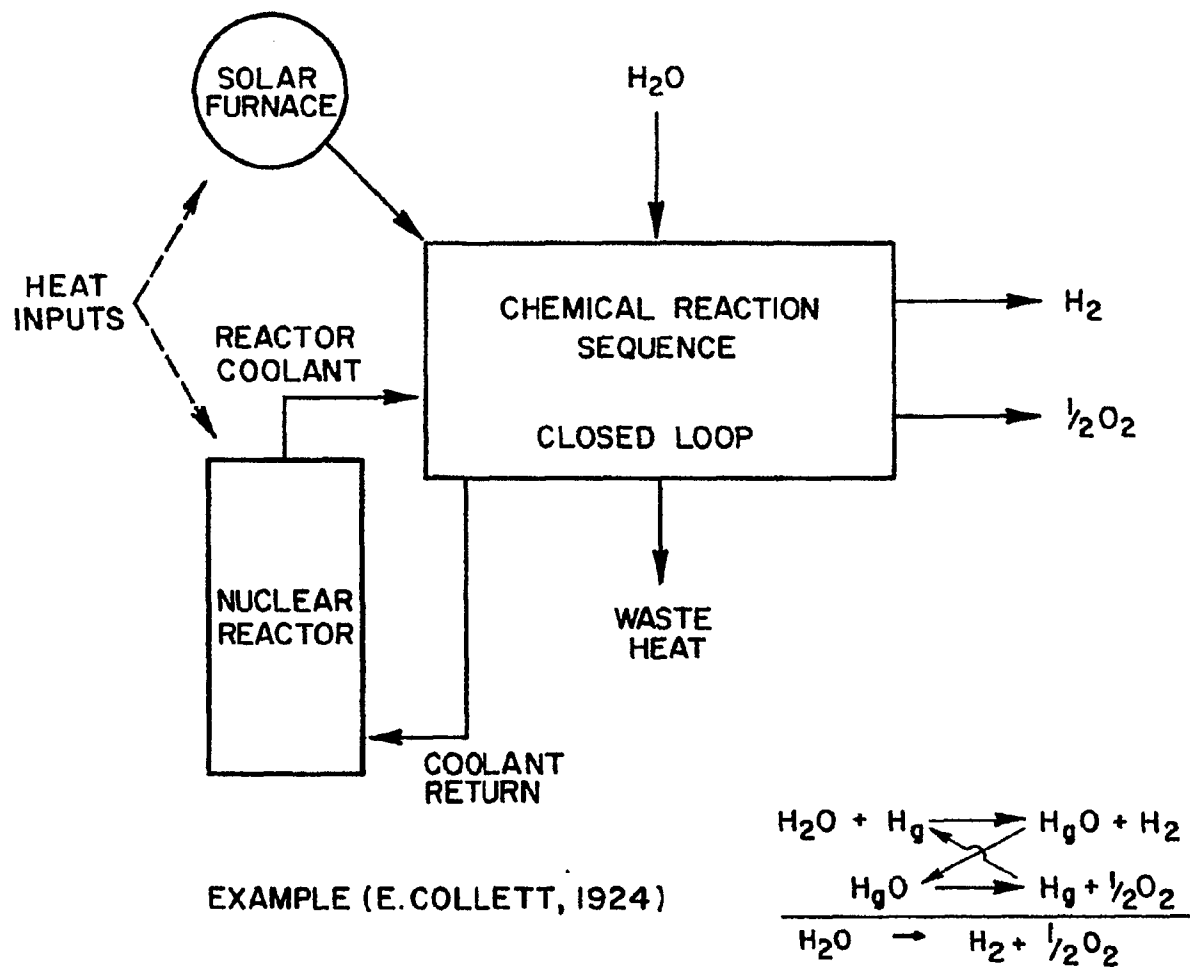 SOLAR
FURNACE
H₂O
HEAT
INPUTS
REACTOR
COOLANT
CHEMICAL REACTION
SEQUENCE
CLOSED LOOP
H₂
½O₂
NUCLEAR
REACTOR
WASTE
HEAT
COOLANT
RETURN
EXAMPLE (E.COLLETT, 1924)
H₂O + Hg → HgO + H₂
HgO → Hg + ½O₂
H₂O → H₂ + ½O₂